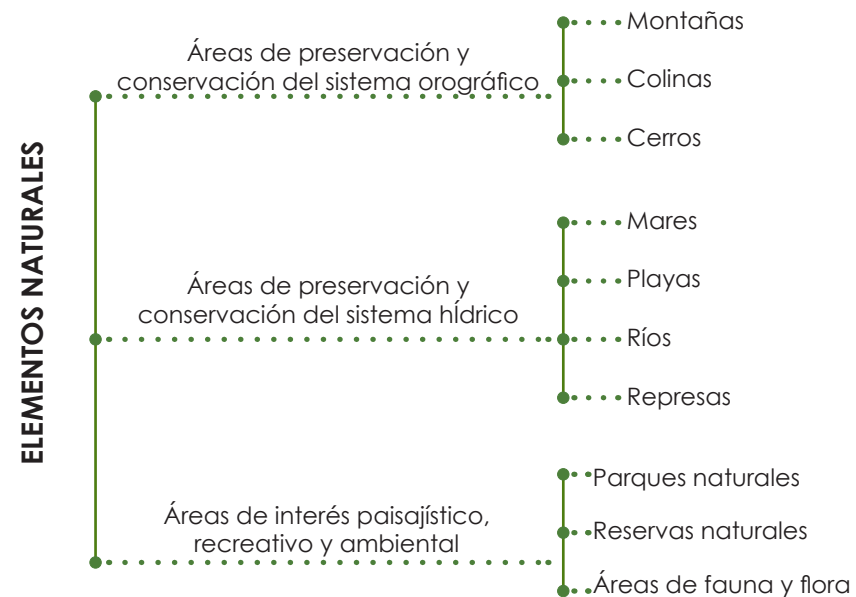 ELEMENTOS NATURALES
Áreas de preservación y
conservación del sistema orográfico
Montañas
Colinas
Cerros
Áreas de preservación y
conservación del sistema hÍdrico
Mares
Playas
Ríos
Represas
Áreas de interés paisajístico,
recreativo y ambiental
Parques naturales
Reservas naturales
Áreas de fauna y flora